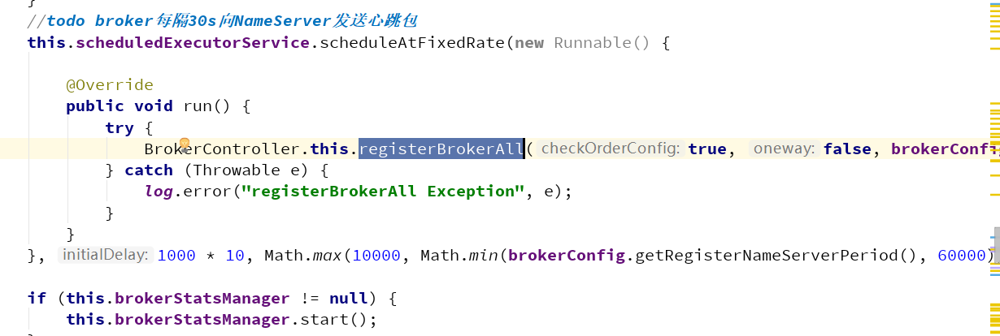 }
//todo broker每隔30s向NameServer发送心跳包
this.scheduledExecutorService.scheduleAtFixedRate(new Runnable() {
@Override
public void run() {
try {
BrokerController.this.registerBrokerAll( checkOrderConfig: true, oneway: false, brokerConfi
} catch (Throwable e) {
log.error("registerBrokerAll Exception", e);
}
}
}, initialDelay: 1000 * 10, Math.max(10000, Math.min(brokerConfig.getRegisterNameServerPeriod(), 60000)
if (this.brokerStatsManager != null) {
this.brokerStatsManager.start();